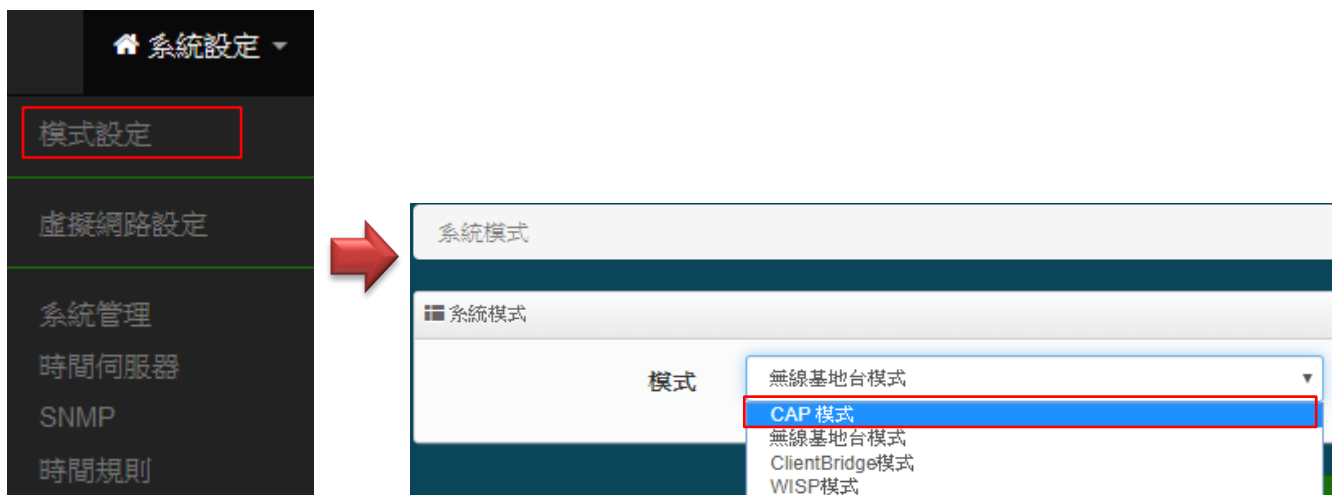 系統設定
模式設定
虛擬網路設定
系統管理
時間伺服器
SNMP
時間規則
系統模式
系統模式
模式
無線基地台模式
CAP 模式
無線基地台模式
ClientBridge模式
WISP模式